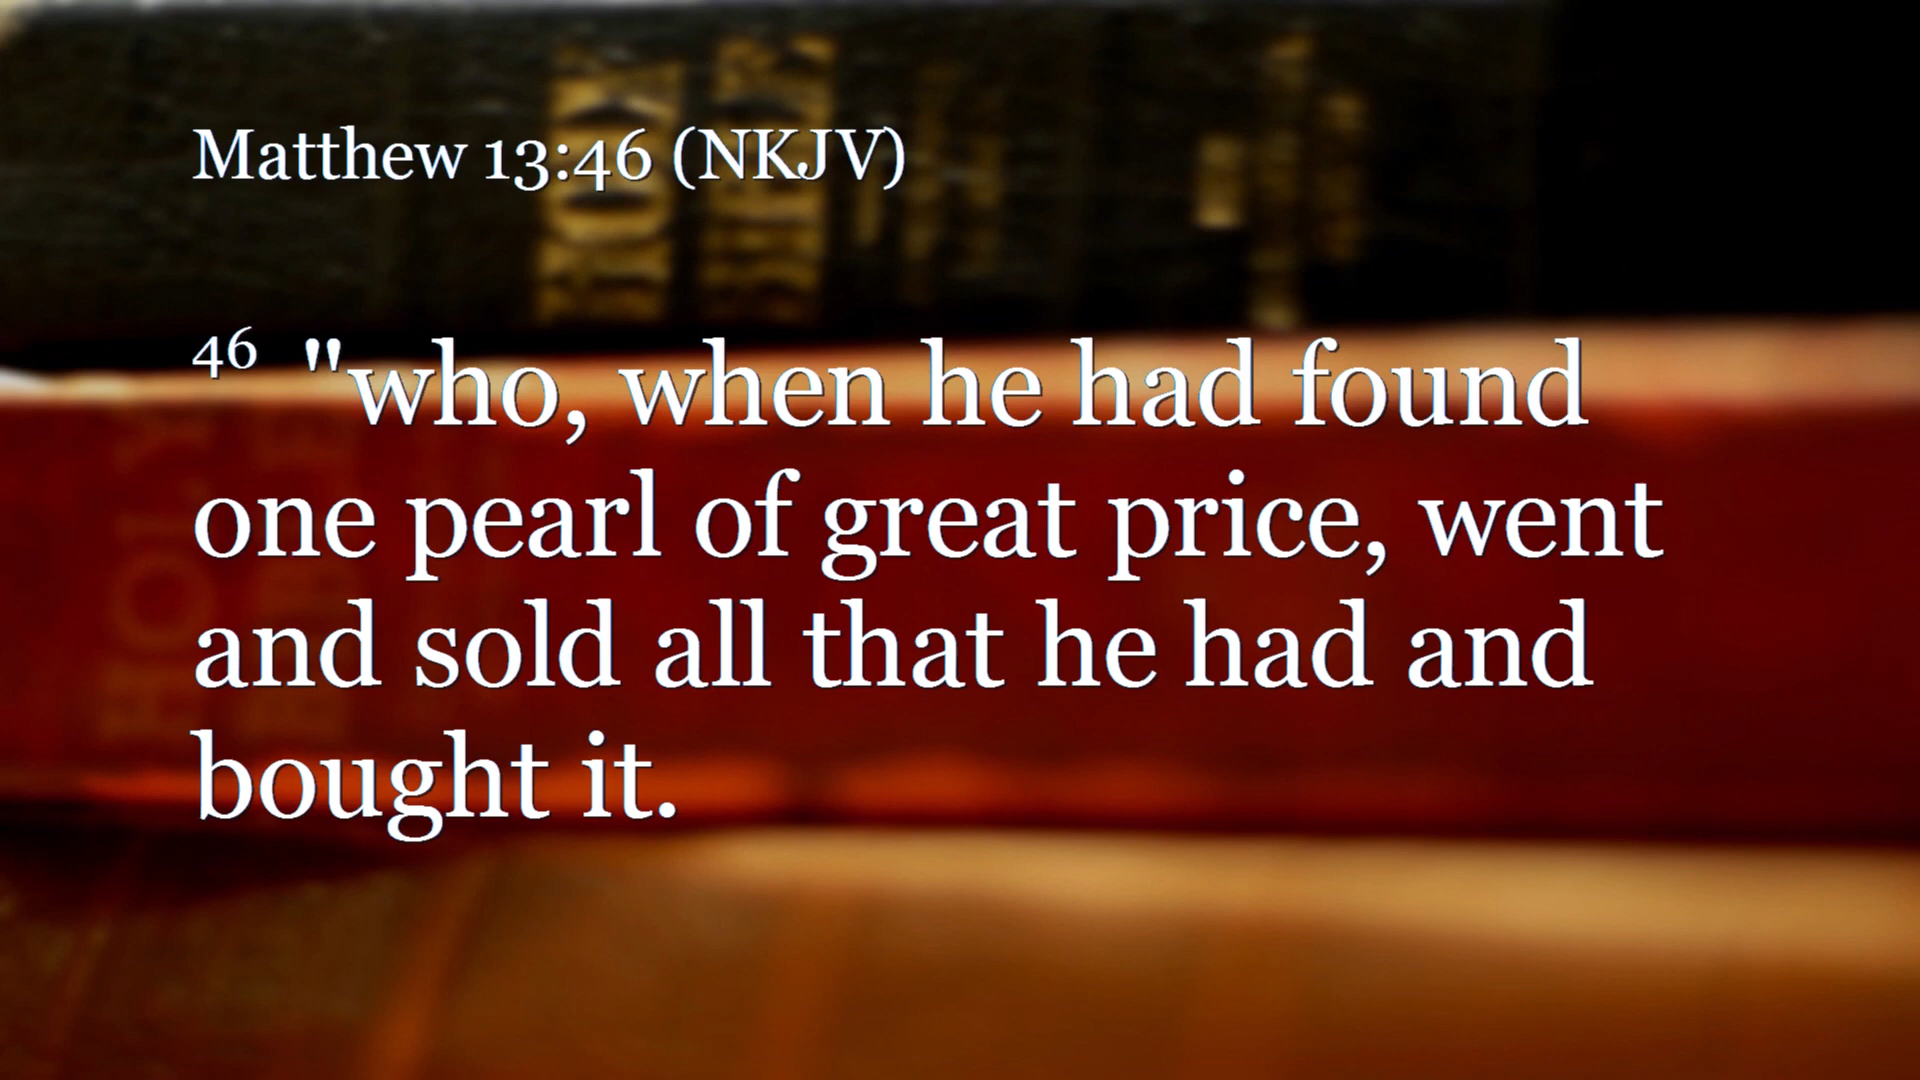 Matthew 13:46 (NKJV)
46 "who, when he had found
one pearl of great price, went
and sold all that he had and
bought it.
HOLY